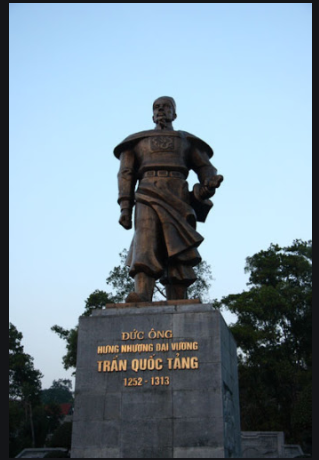 ĐỨC ÔNG
HƯNG NHƯỢNG ĐẠI VƯƠNG
TRẦN QUỐC TẢNG
1252 - 1313